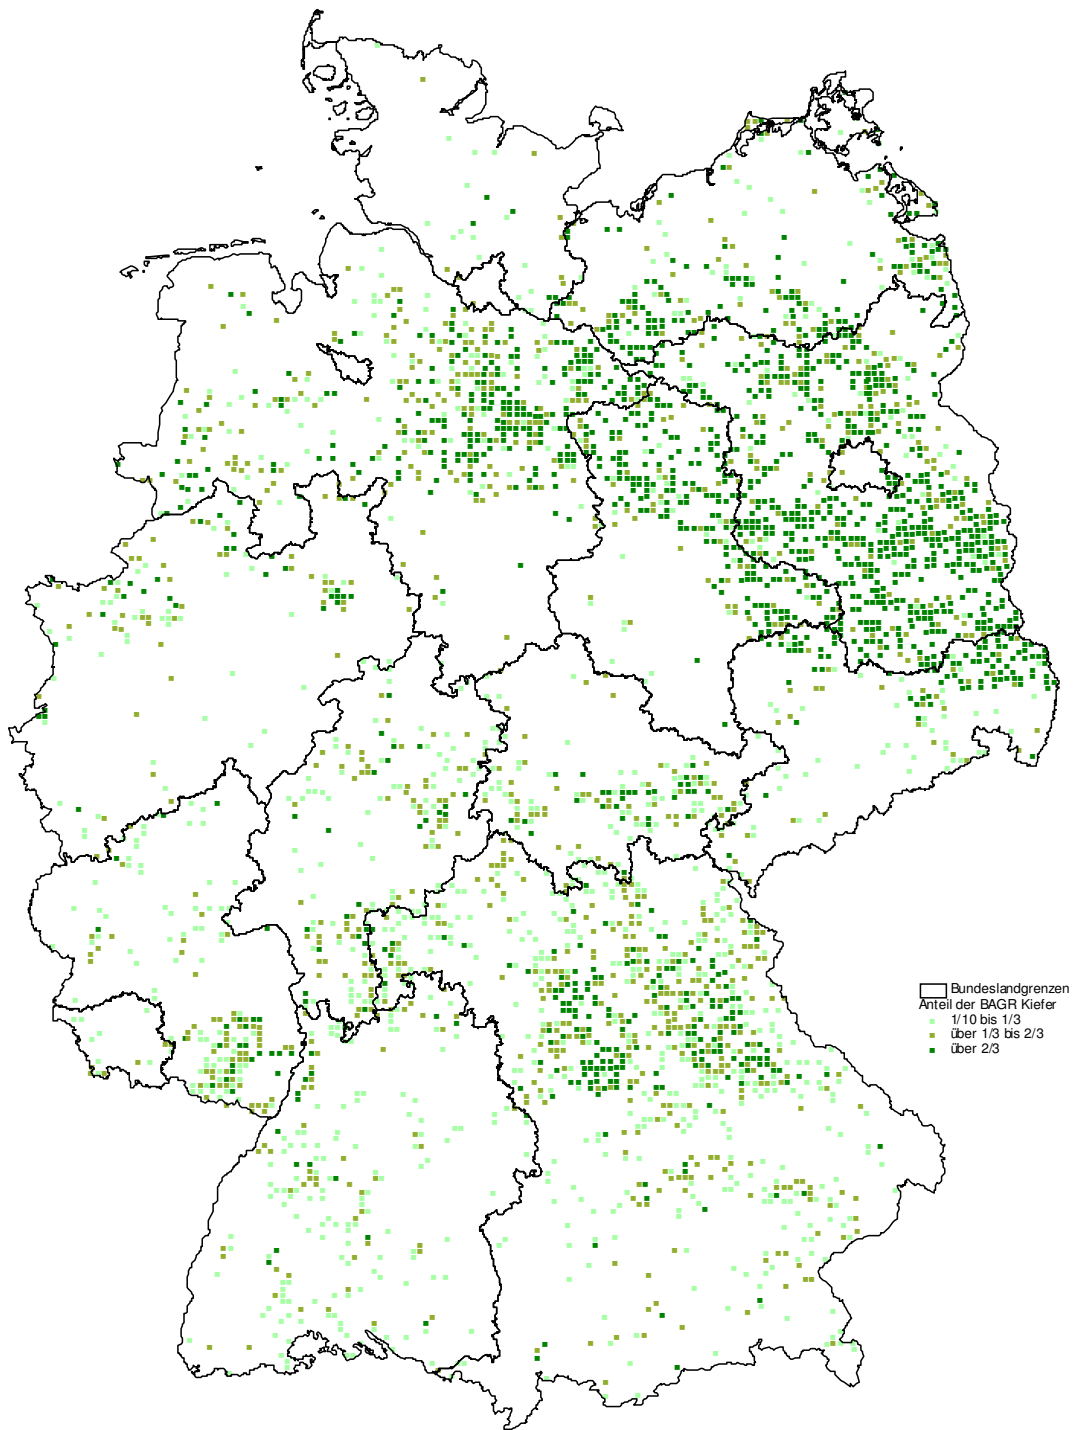 Bundeslandgrenzen
Anteil der BAGR Kiefer
1/10 bis 1/3
über 1/3 bis 2/3
über 2/3